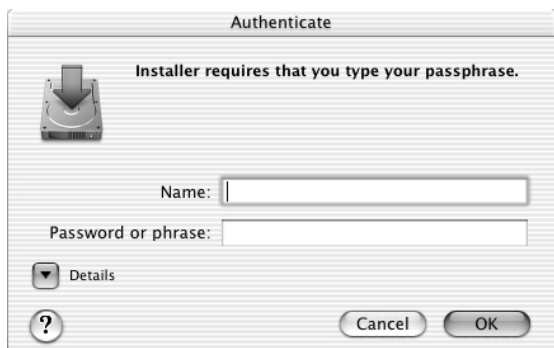 Authenticate
Installer requires that you type your passphrase.
Name:
Password or phrase:
Details
?
Cancel
OK